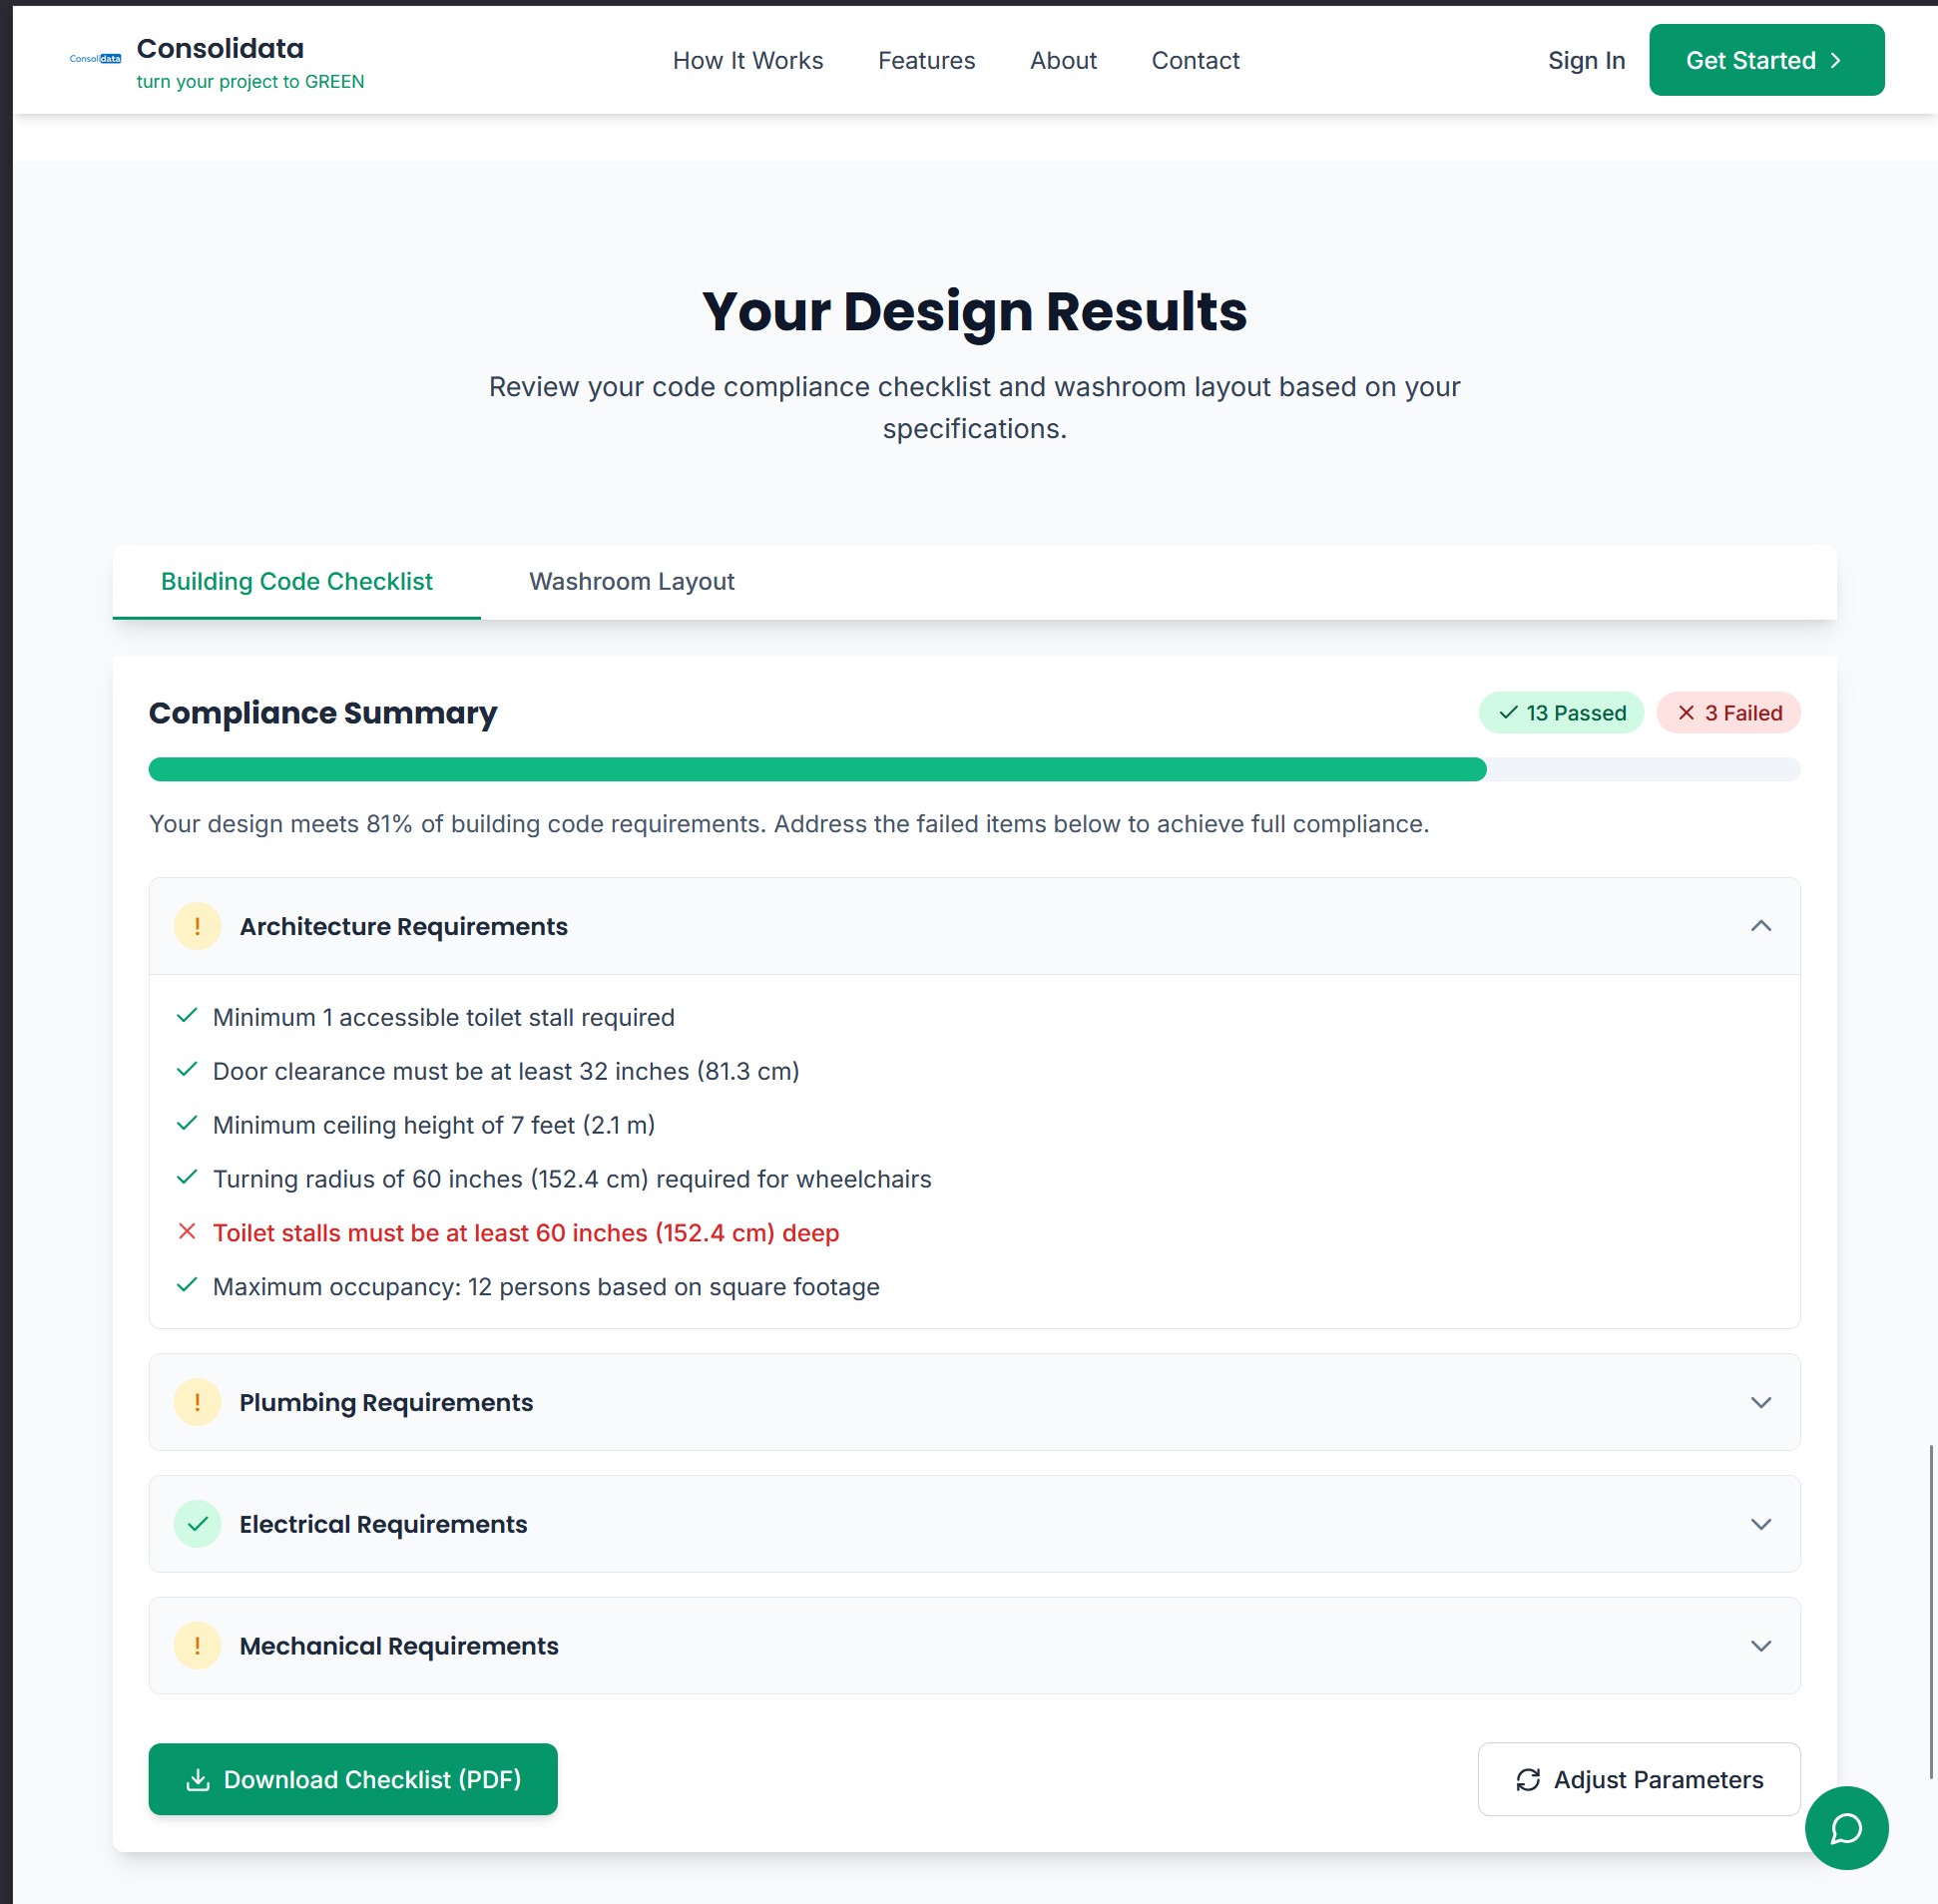 Consolidata
Consolidata
turn your project to GREEN
How It Works
Features
About
Contact
Sign In
Get Started
Your Design Results
Review your code compliance checklist and washroom layout based on your
specifications.
Building Code Checklist
Washroom Layout
Compliance Summary
13 Passed
3 Failed
Your design meets 81% of building code requirements. Address the failed items below to achieve full compliance.
! Architecture Requirements
Minimum 1 accessible toilet stall required
Door clearance must be at least 32 inches (81.3 cm)
Minimum ceiling height of 7 feet (2.1 m)
Turning radius of 60 inches (152.4 cm) required for wheelchairs
Toilet stalls must be at least 60 inches (152.4 cm) deep
Maximum occupancy: 12 persons based on square footage
! Plumbing Requirements
Electrical Requirements
! Mechanical Requirements
Download Checklist (PDF)
Adjust Parameters